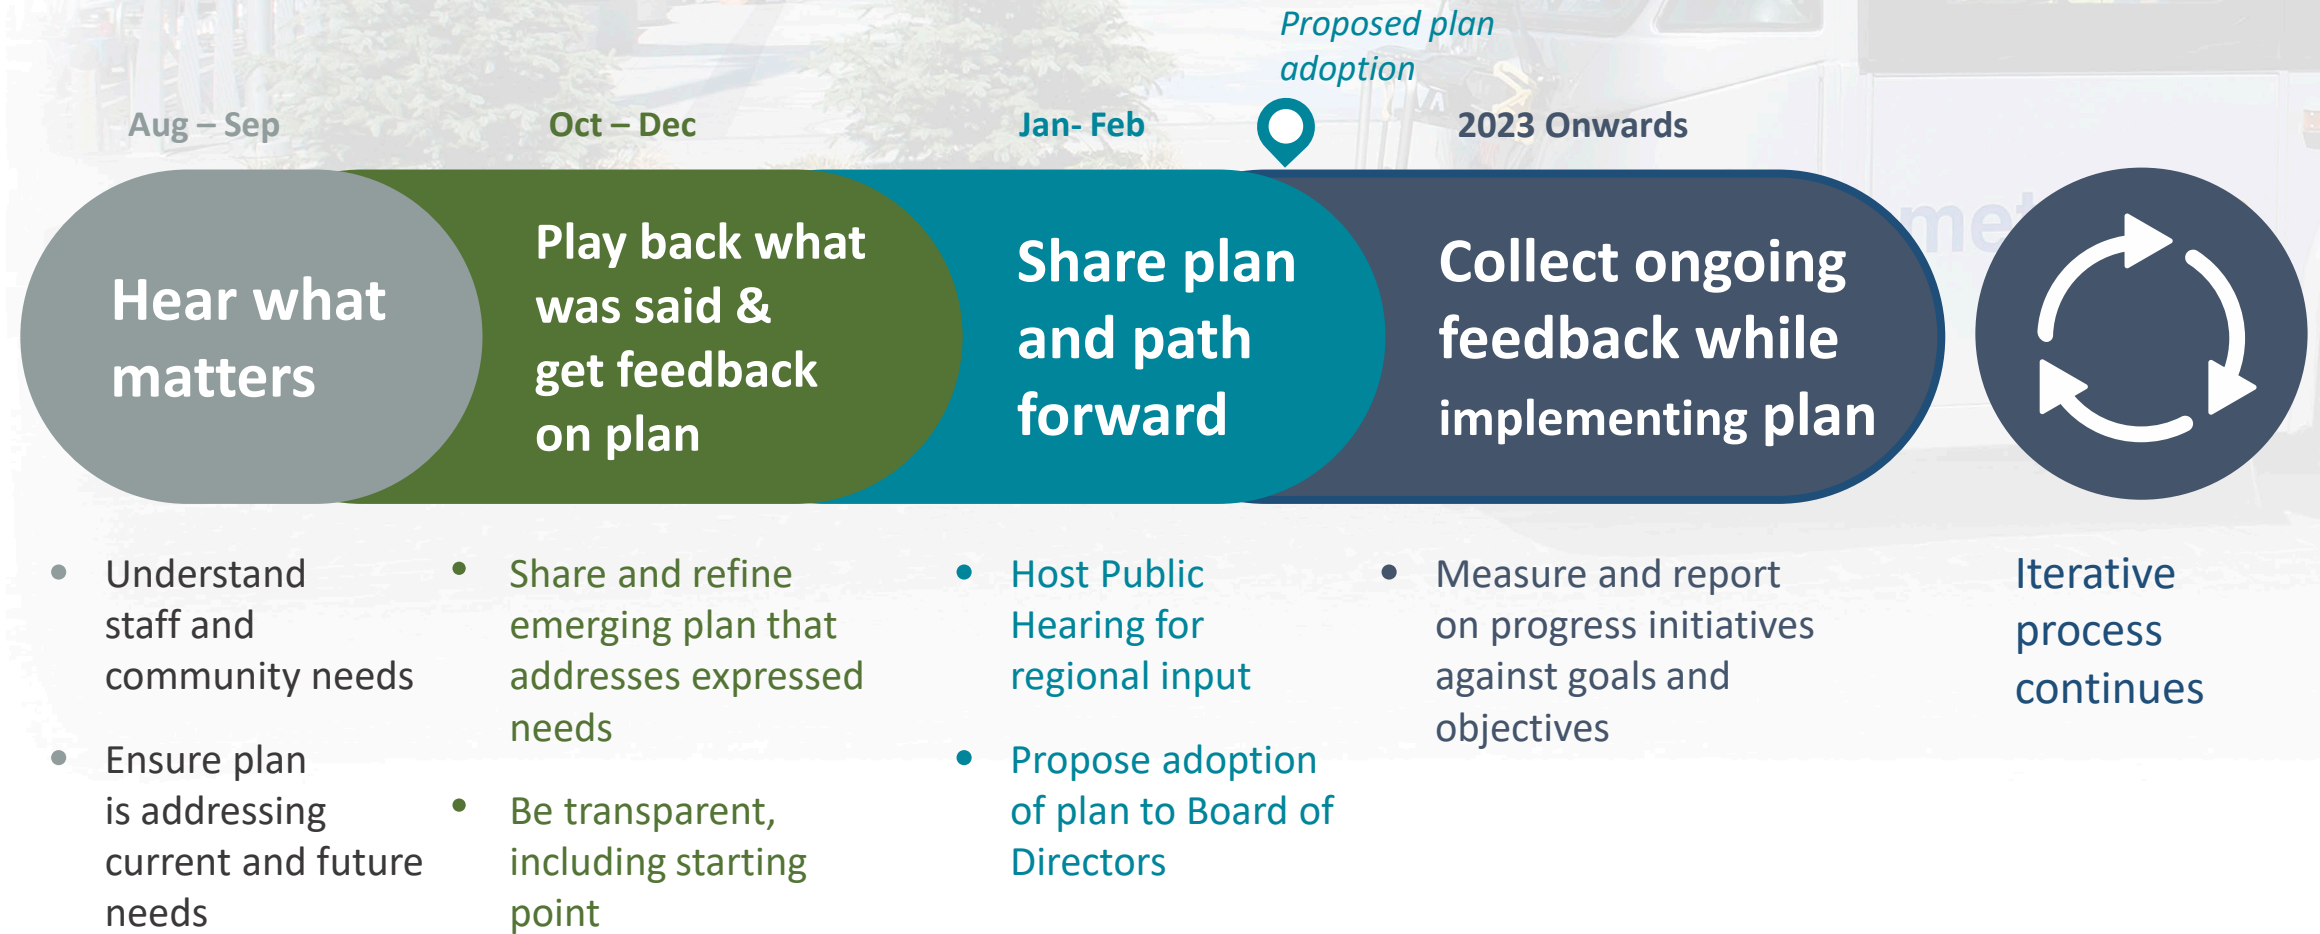 Proposed plan
adoption
Aug – Sep
Oct – Dec
Jan- Feb
2023 Onwards
Hear what
matters
Play back what
was said &
get feedback
on plan
Share plan
and path
forward
Collect ongoing
feedback while
implementing plan
• Understand
staff and
community needs
• Ensure plan
is addressing
current and future
needs
• Share and refine
emerging plan that
addresses expressed
needs
• Be transparent,
including starting
point
• Host Public
Hearing for
regional input
• Propose adoption
of plan to Board of
Directors
• Measure and report
on progress initiatives
against goals and
objectives
Iterative
process
continues